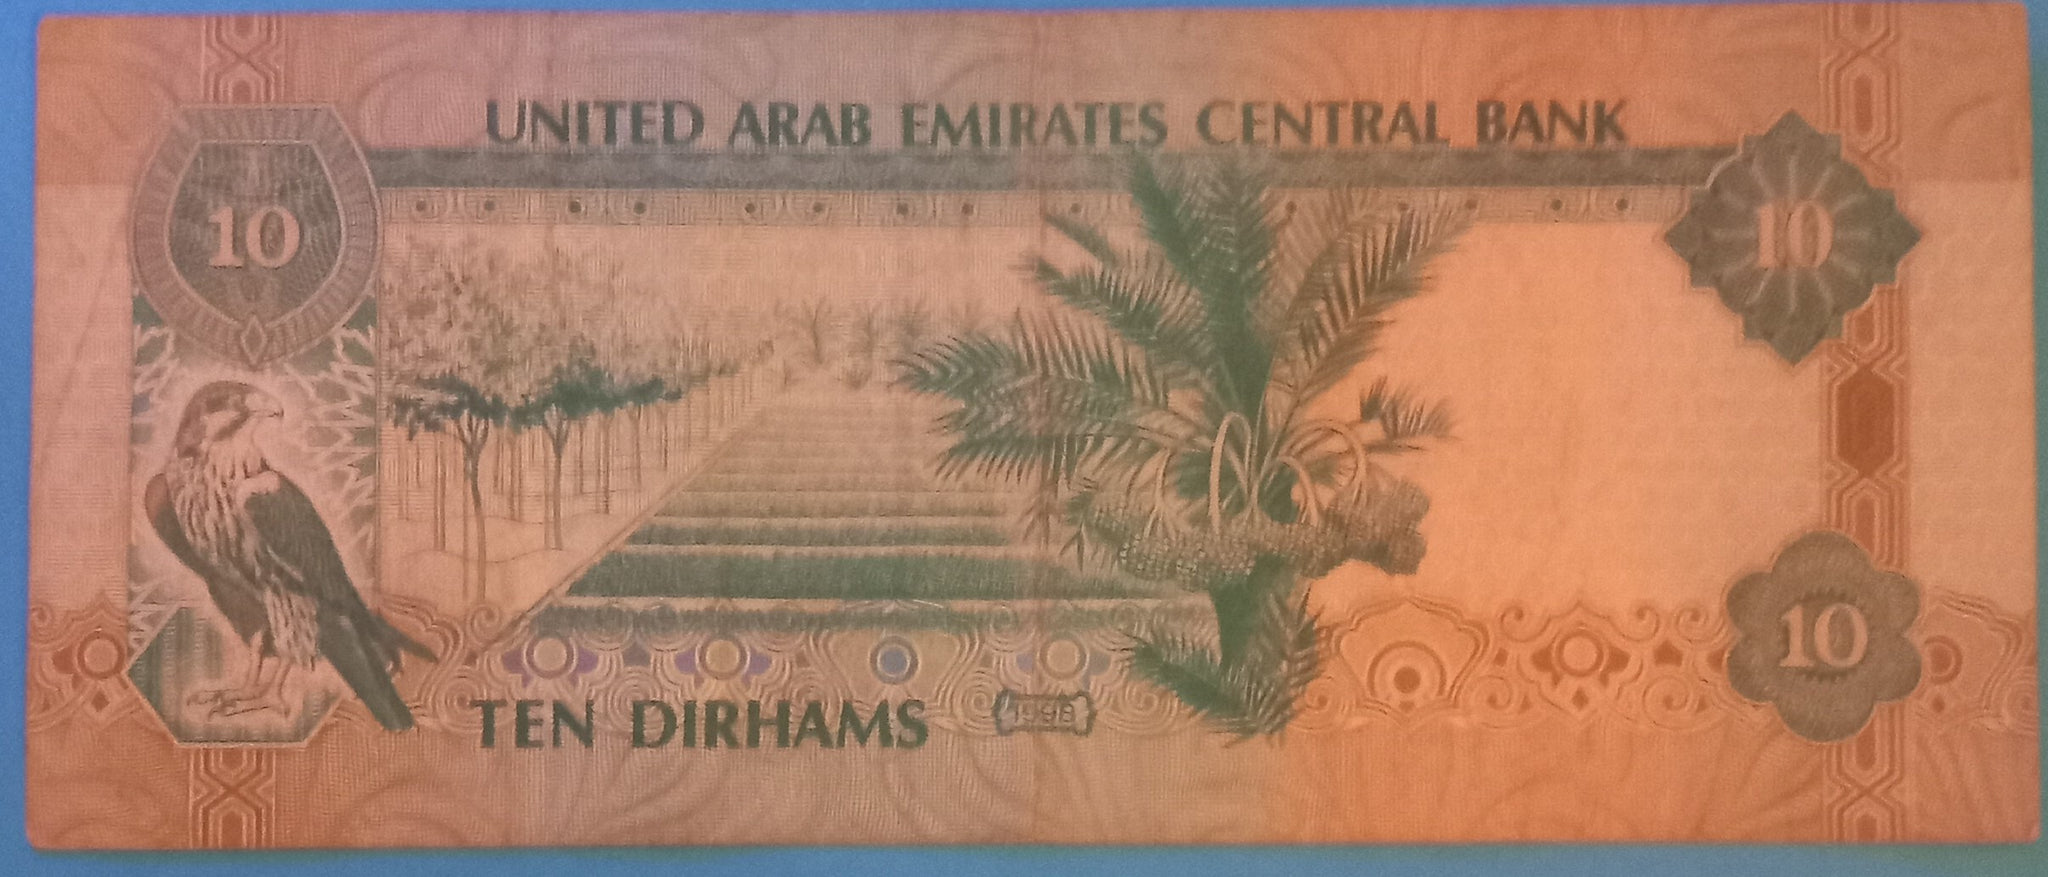 UNITED ARAB EMIRATES CENTRAL BANK
10
10
10
TEN DIRHAMS
1998